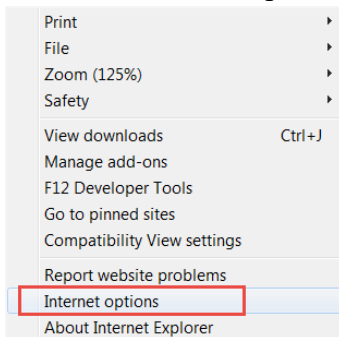 Print
File
Zoom (125%)
Safety
View downloads Ctrl+J
Manage add-ons
F12 Developer Tools
Go to pinned sites
Compatibility View settings
Report website problems
Internet options
About Internet Explorer